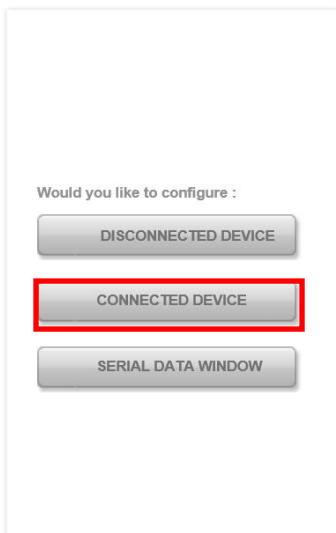 Would you like to configure :
DISCONNECTED DEVICE
CONNECTED DEVICE
SERIAL DATA WINDOW